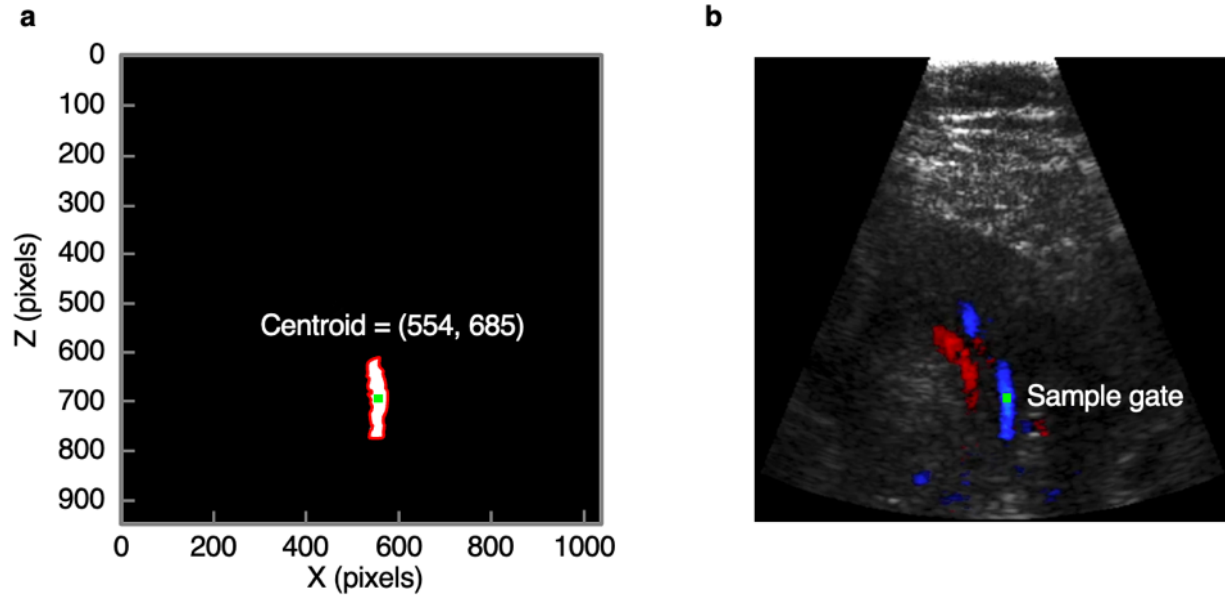 a
b
0
100
200
300
400
500
600
700
800
900
Z (pixels)
Centroid = (554, 685)
0 200 400 600 800 1000
X (pixels)
Sample gate